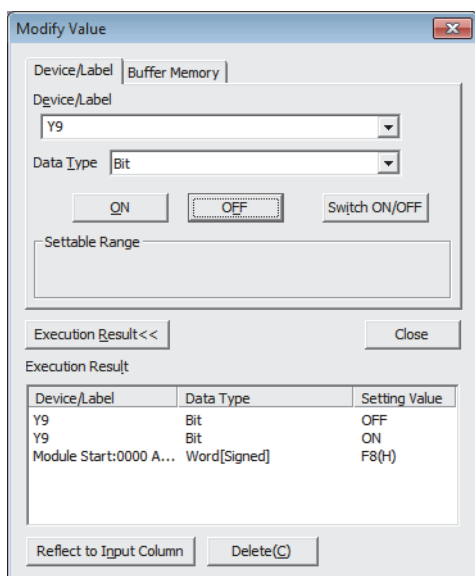 Modify Value
Device/Label Buffer Memory
Device/Label
Y9
Data Type Bit
ON OFF Switch ON/OFF
Settable Range
Execution Result<< Close
Execution Result
Device/Label Data Type Setting Value
Y9 Bit OFF
Y9 Bit ON
Module Start:0000 A... Word[Signed] F8(H)
Reflect to Input Column Delete(C)